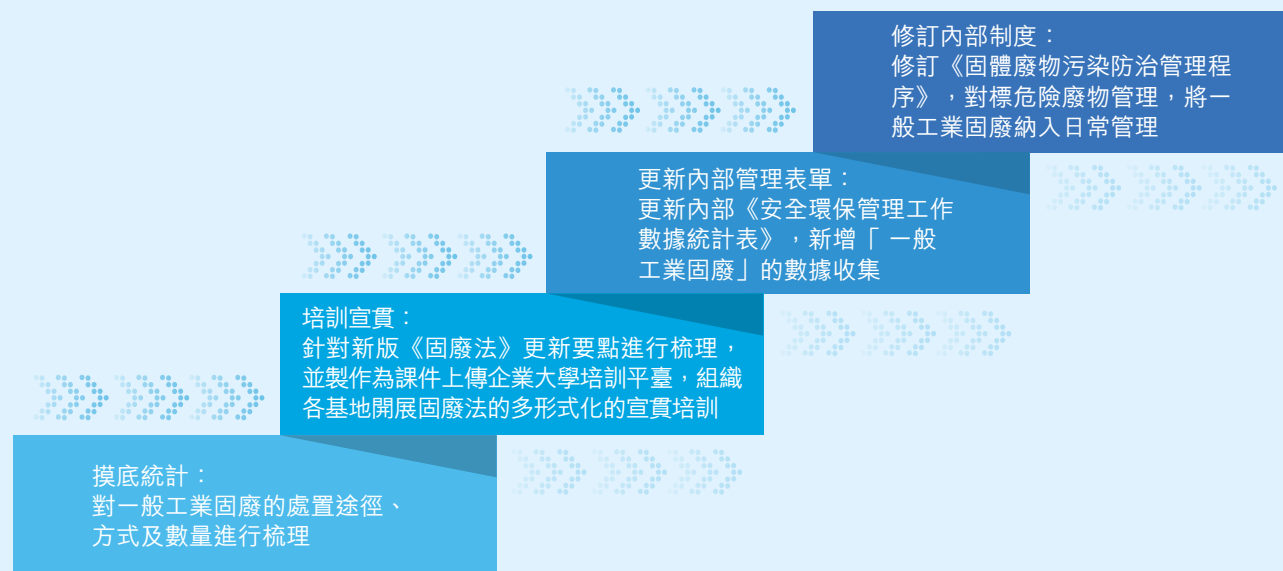 修訂內部制度：
修訂《固體廢物污染防治管理程
序》，對標危險廢物管理，將一
般工業固廢納入日常管理
更新內部管理表單：
更新內部《安全環保管理工作
數據統計表》，新增「 一般
工業固廢」的數據收集
培訓宣貫：
針對新版《固廢法》更新要點進行梳理，
並製作為課件上傳企業大學培訓平臺，組織
各基地開展固廢法的多形式化的宣貫培訓
摸底統計：
對一般工業固廢的處置途徑、
方式及數量進行梳理